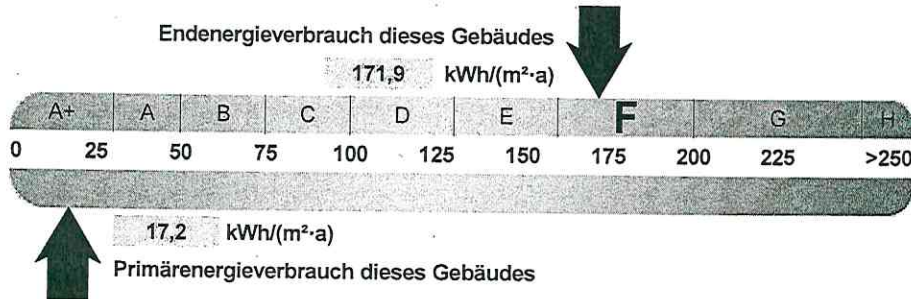 Endenergieverbrauch dieses Gebäudes
171,9 kWh/(m²·a)
A+ A B C D E F G H
0 25 50 75 100 125 150 175 200 225 >250
17,2 kWh/(m²·a)
Primärenergieverbrauch dieses Gebäudes